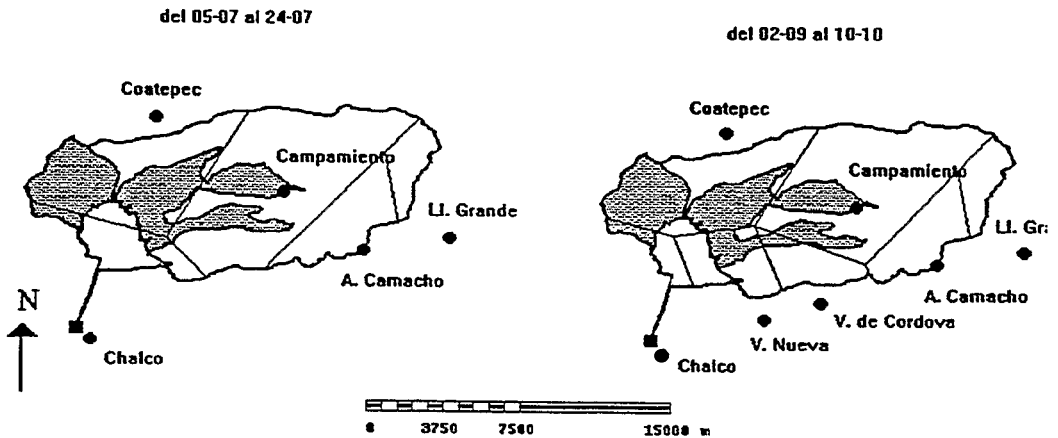 del 05-07 al 24-07
Coatepec
Campamiento
Ll. Grande
A. Camacho
N
Chalco
del 02-09 al 10-10
Coatepec
Campamiento
Ll. Gra
A. Camacho
V. de Cordova
V. Nueva
Chalco
0 3750 7500 15000 m